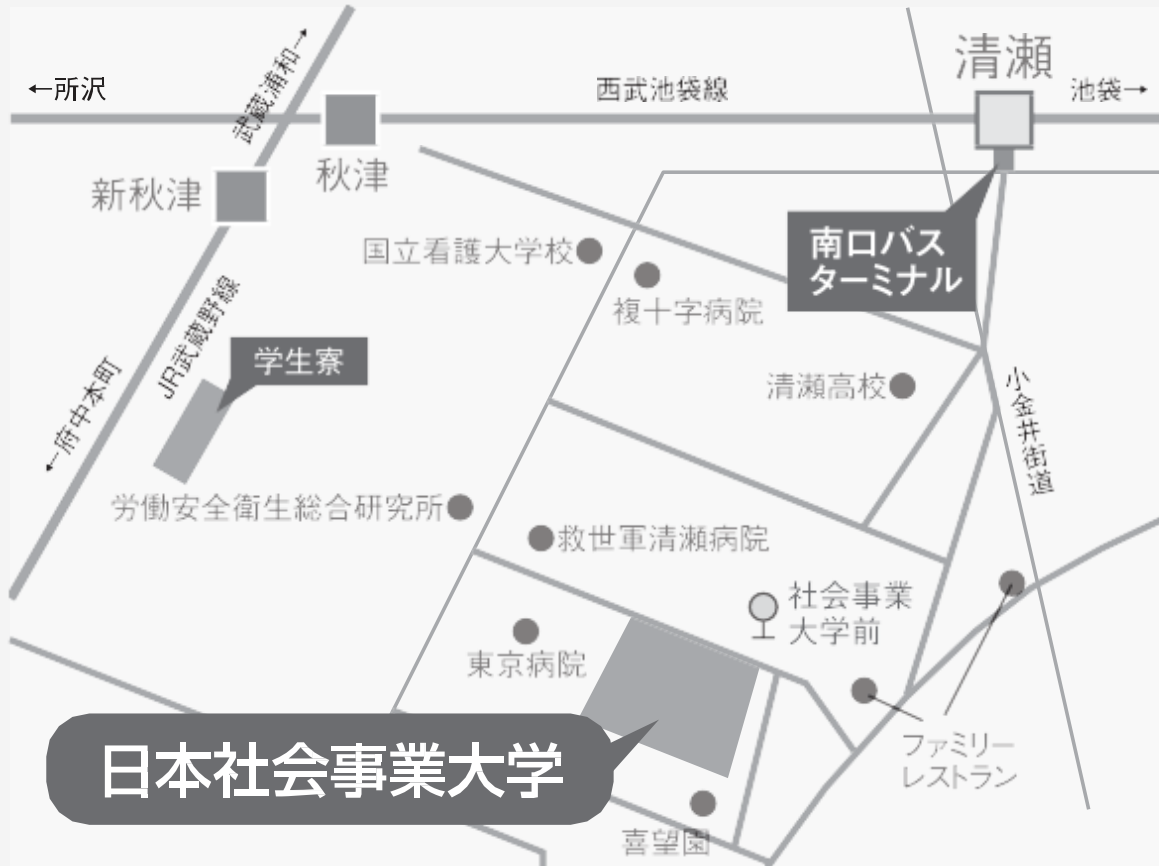 清瀬
←所沢
武蔵浦和→
西武池袋線
池袋→
秋津
新秋津
南口バス
ターミナル
国立看護大学校
複十字病院
JR武蔵野線
学生寮
清瀬高校
小金井街道
←府中本町
労働安全衛生総合研究所
救世軍清瀬病院
社会事業
大学前
東京病院
ファミリー
レストラン
日本社会事業大学
喜望園